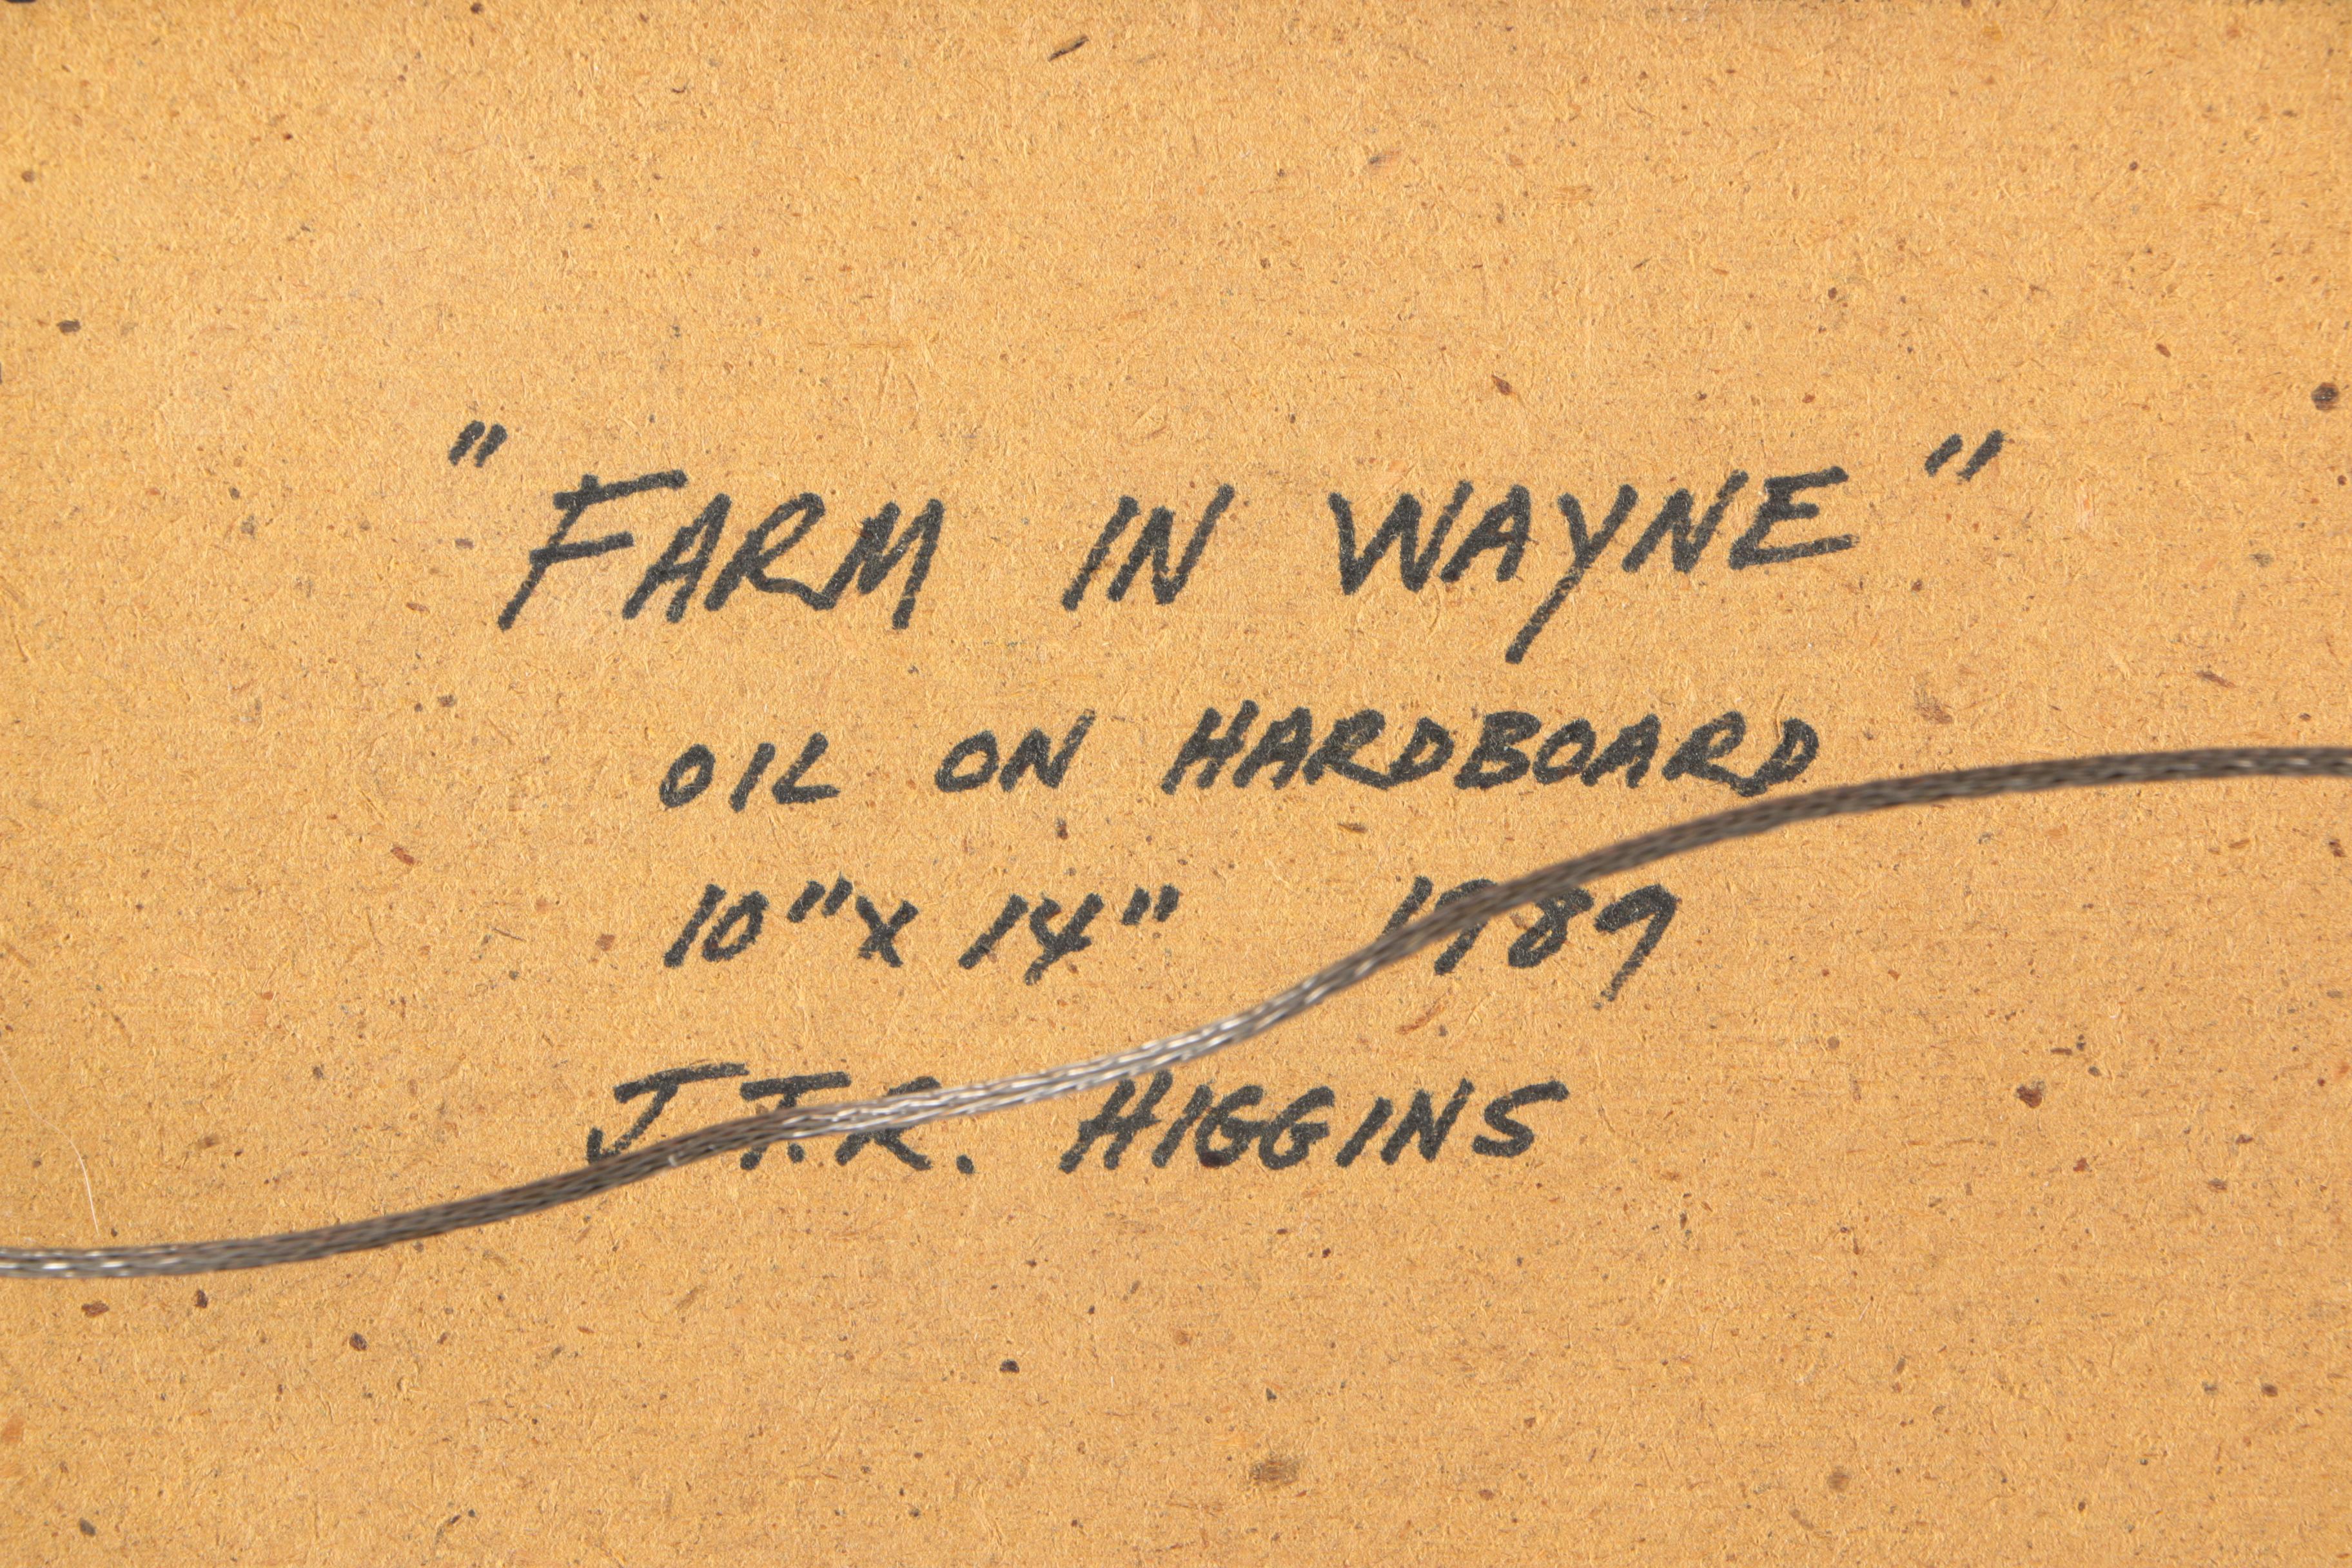 "FARM IN WAYNE"
OIL ON HARDBOARD
10" X 14" 1989
J.T.R. HIGGINS